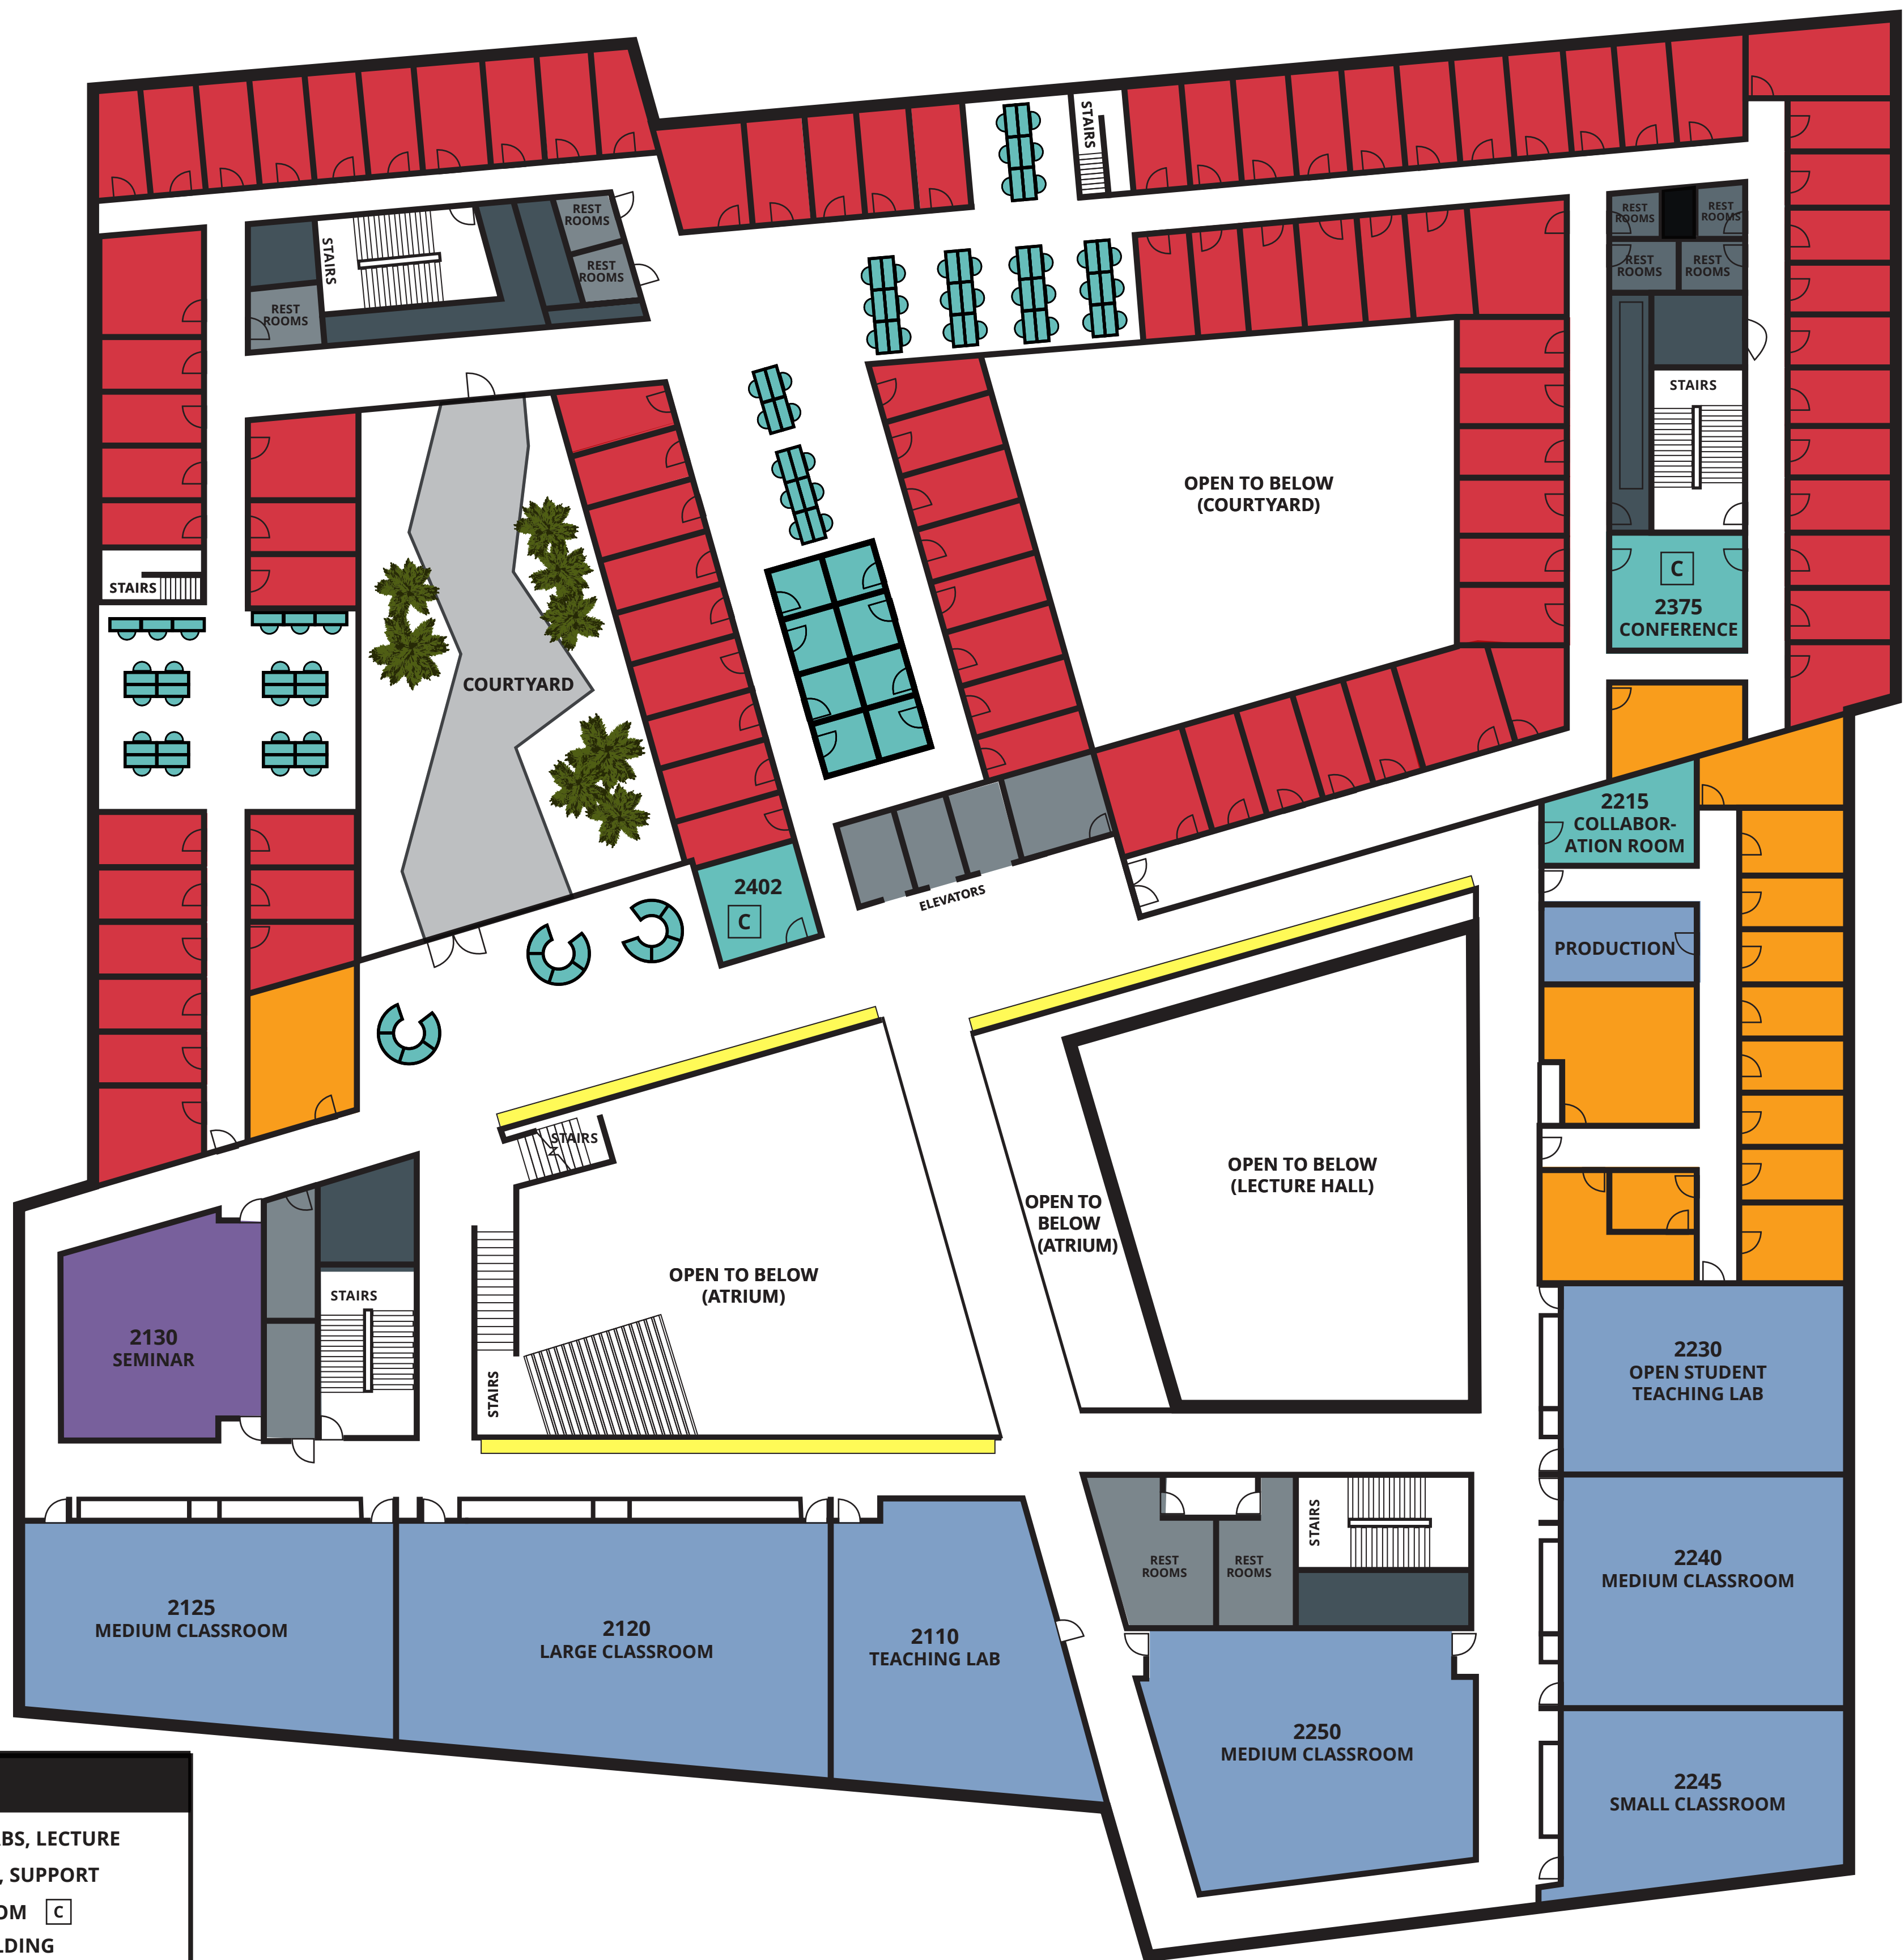 STAIRS
REST
ROOMS
REST
ROOMS
REST
ROOMS
REST
ROOMS
REST
ROOMS
STAIRS
REST
ROOMS
REST
ROOMS
STAIRS
OPEN TO BELOW
(COURTYARD)
C
2375
CONFERENCE
STAIRS
COURTYARD
2215
COLLABOR-
ATION ROOM
2402
C
ELEVATORS
PRODUCTION
STAIRS
OPEN TO BELOW
(LECTURE HALL)
OPEN TO
BELOW
(ATRIUM)
OPEN TO BELOW
(ATRIUM)
STAIRS
2130
SEMINAR
STAIRS
2230
OPEN STUDENT
TEACHING LAB
STAIRS
REST
ROOMS
REST
ROOMS
2240
MEDIUM CLASSROOM
2125
MEDIUM CLASSROOM
2120
LARGE CLASSROOM
2110
TEACHING LAB
2250
MEDIUM CLASSROOM
2245
SMALL CLASSROOM
BS, LECTURE
, SUPPORT
OM C
LDING